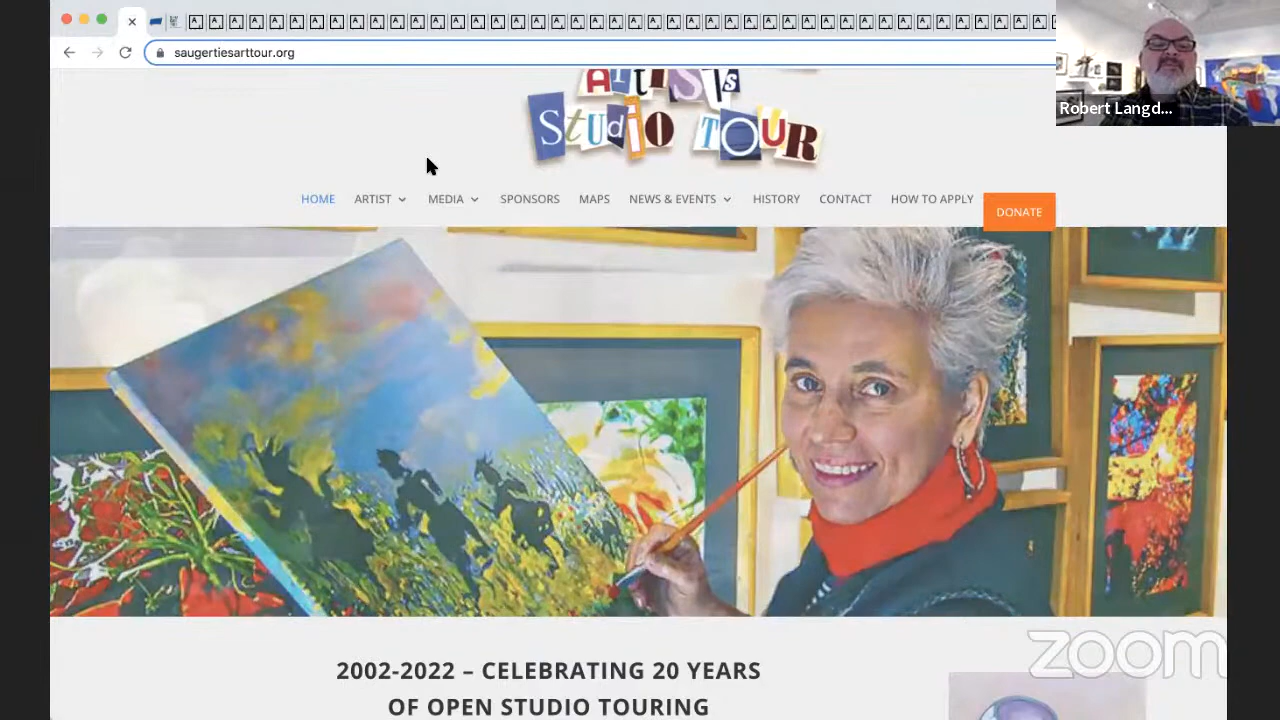 saugertiesarttour.org
Robert Langd...
Artists
Studio TOUR
HOME ARTIST MEDIA SPONSORS MAPS NEWS & EVENTS HISTORY CONTACT HOW TO APPLY DONATE
zoom
2002-2022 – CELEBRATING 20 YEARS
OF OPEN STUDIO TOURING